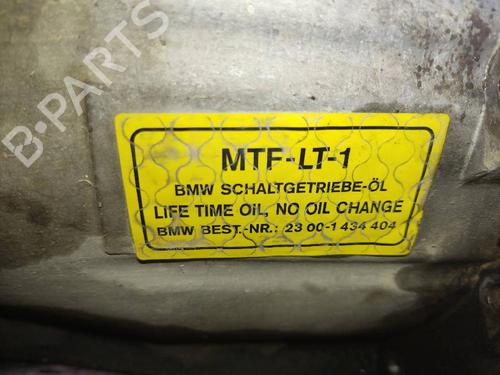 B-PARTS
MTF-LT-1
BMW SCHALTGETRIEBE-ÖL
LIFE TIME OIL, NO OIL CHANGE
BMW BEST.-NR.: 23 00-1 434 404